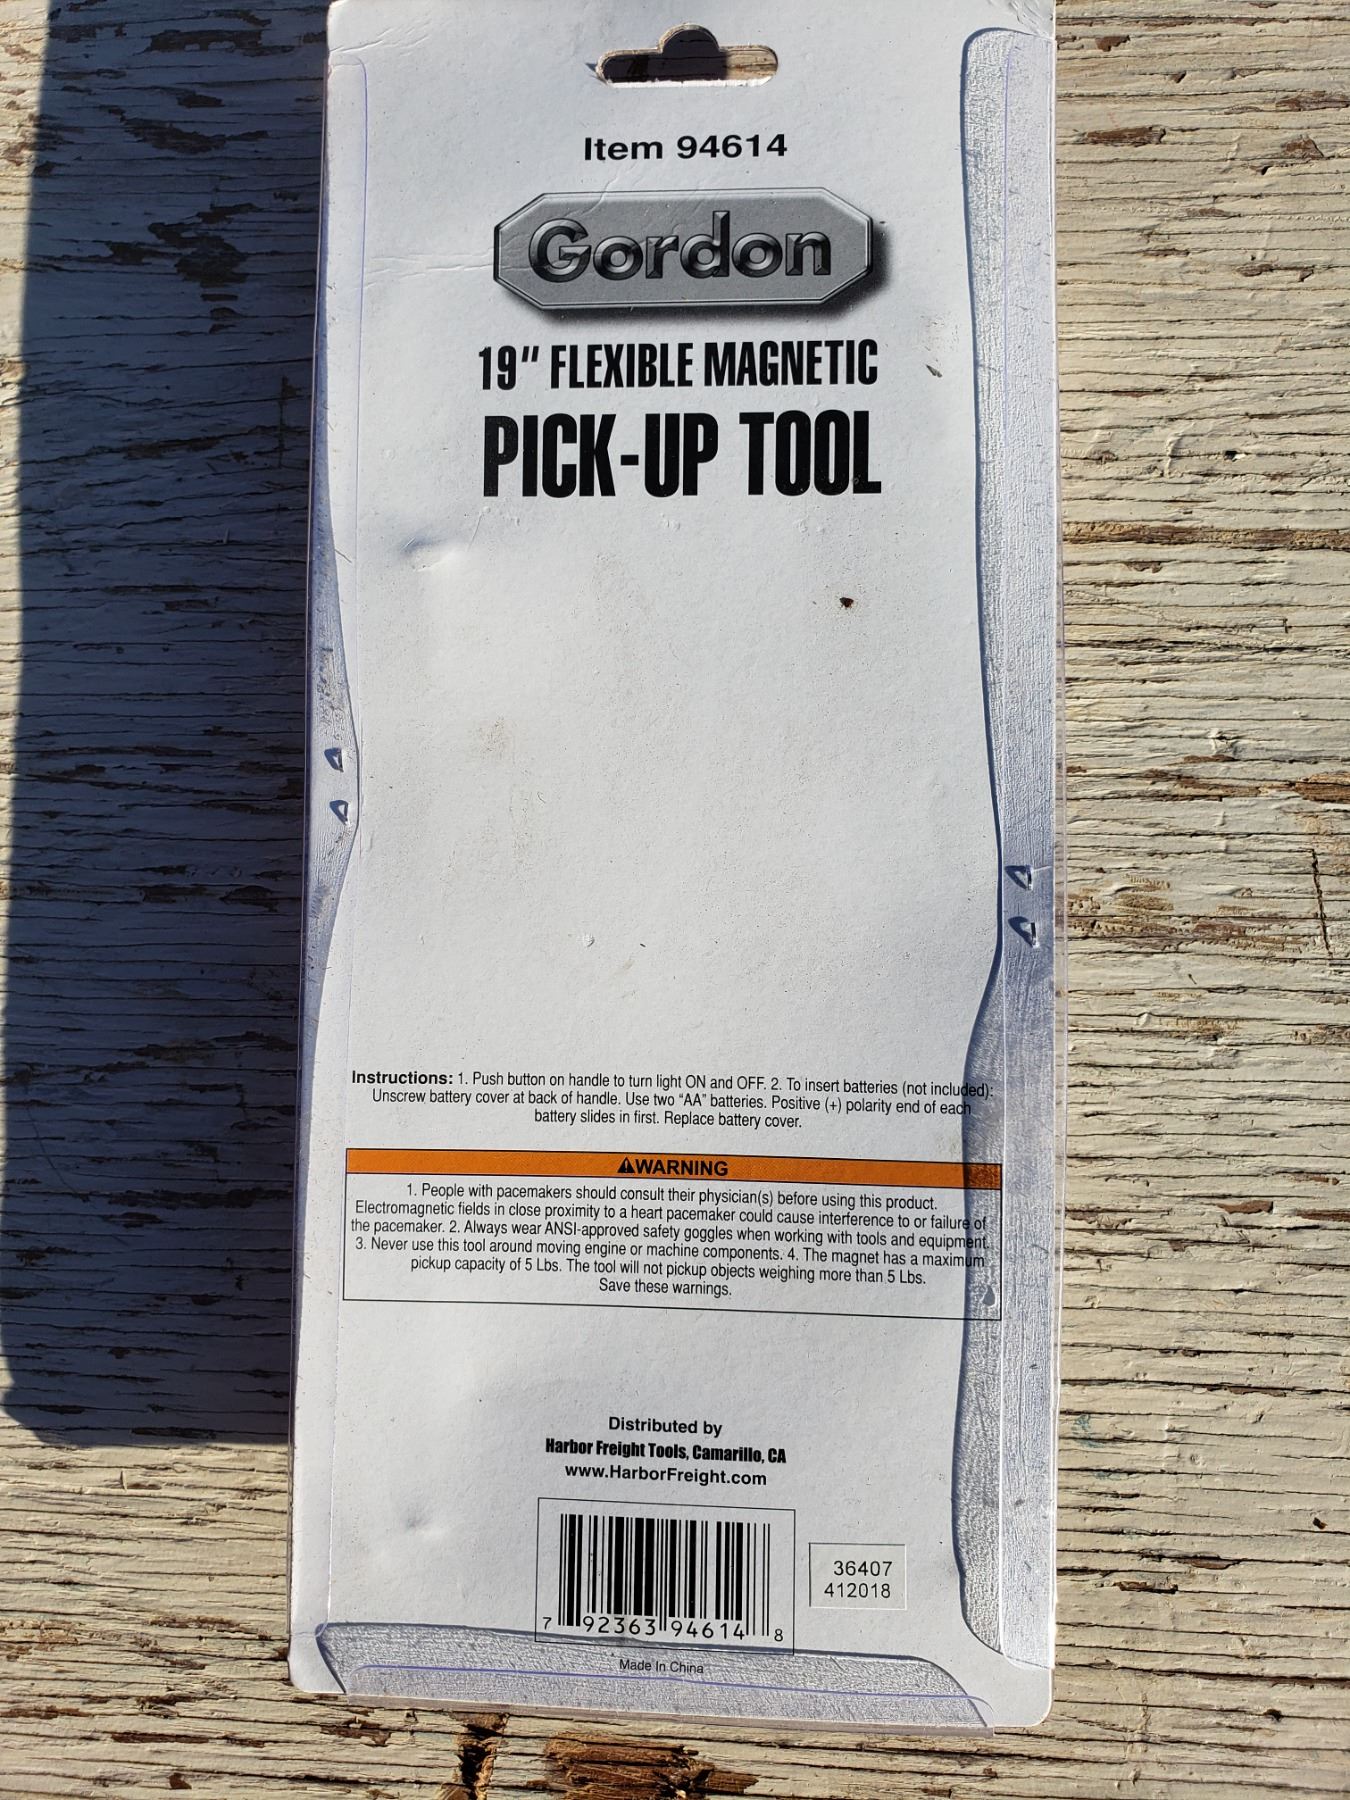 Item 94614
Gordon
19" FLEXIBLE MAGNETIC
PICK-UP TOOL
Instructions: 1. Push button on handle to turn light ON and OFF. 2. To insert batteries (not included):
Unscrew battery cover at back of handle. Use two “AA” batteries. Positive (+) polarity end of each
battery slides in first. Replace battery cover.
⚠WARNING
1. People with pacemakers should consult their physician(s) before using this product.
Electromagnetic fields in close proximity to a heart pacemaker could cause interference to or failure of
the pacemaker. 2. Always wear ANSI-approved safety goggles when working with tools and equipment.
3. Never use this tool around moving engine or machine components. 4. The magnet has a maximum
pickup capacity of 5 Lbs. The tool will not pickup objects weighing more than 5 Lbs.
Save these warnings.
Distributed by
Harbor Freight Tools, Camarillo, CA
www.HarborFreight.com
36407
412018
7 92363 94614 8
Made In China